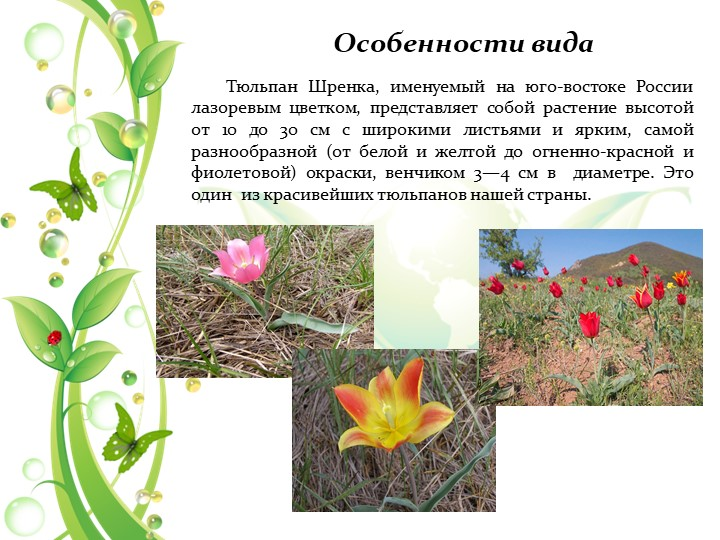 Особенности вида
Тюльпан Шренка, именуемый на юго-востоке России
лазоревым цветком, представляет собой растение высотой
от 10 до 30 см с широкими листьями и ярким, самой
разнообразной (от белой и желтой до огненно-красной и
фиолетовой) окраски, венчиком 3—4 см в диаметре. Это
один из красивейших тюльпанов нашей страны.